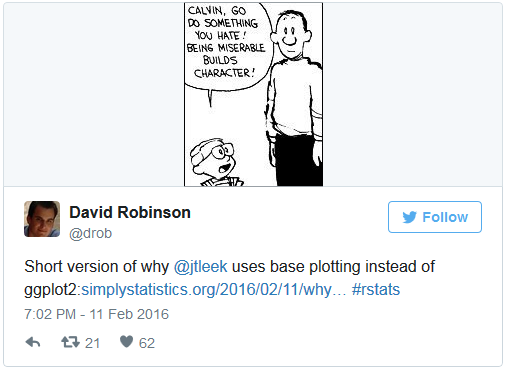 CALVIN, GO
DO SOMETHING
YOU HATE!
BEING MISERABLE
BUILDS
CHARACTER!
David Robinson
@drob
Follow
Short version of why @jtleek uses base plotting instead of
ggplot2:simplystatistics.org/2016/02/11/why… #rstats
7:02 PM - 11 Feb 2016
21
62